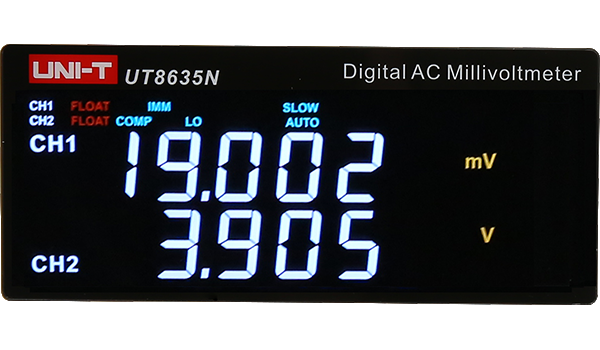 UNI-T UT8635N Digital AC Millivoltmeter
CH1 FLOAT IMM SLOW
CH2 FLOAT COMP LO AUTO
CH1 19.002 mV
CH2 3.905 V